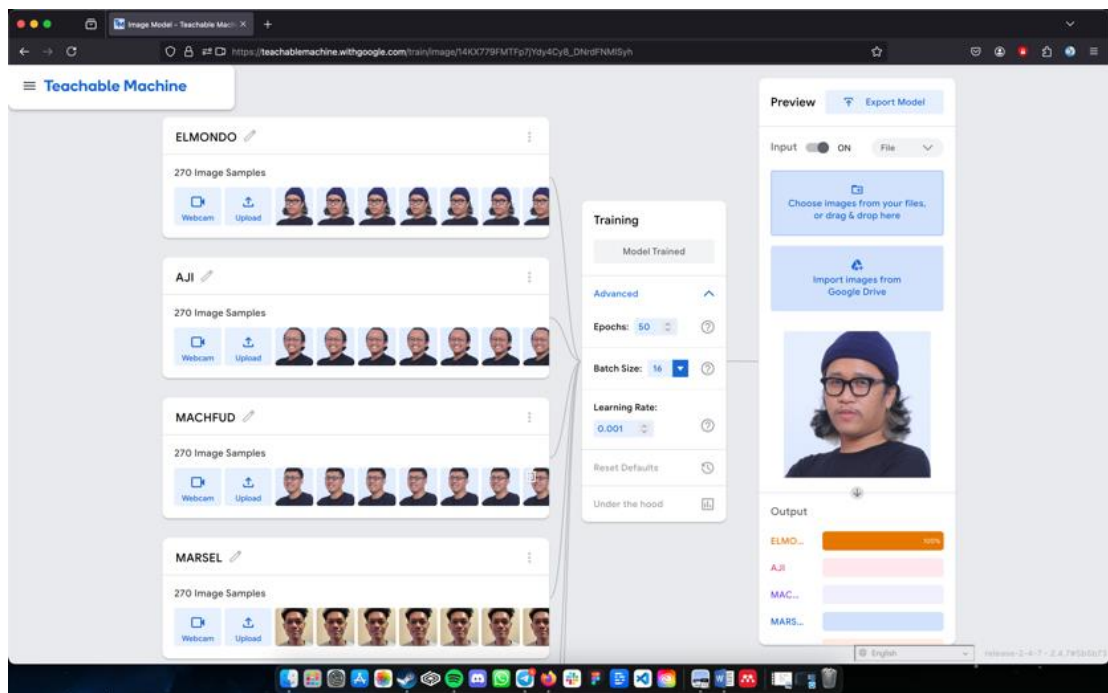 Image Model - Teachable Mach
https://teachablemachine.withgoogle.com/train/image/
Teachable Machine
ELMONDO
270 Image Samples
Webcam
Upload
AJI
270 Image Samples
Webcam
Upload
MACHFUD
270 Image Samples
Webcam
Upload
MARSEL
270 Image Samples
Webcam
Upload
Training
Model Trained
Advanced
Epochs: 50
Batch Size: 16
Learning Rate:
0.001
Reset Defaults
Under the hood
Preview
Export Model
Input ON File
Choose images from your files,
or drag & drop here
Import images from
Google Drive
Output
ELMO... 100%
AJI
MAC...
MARS...
English